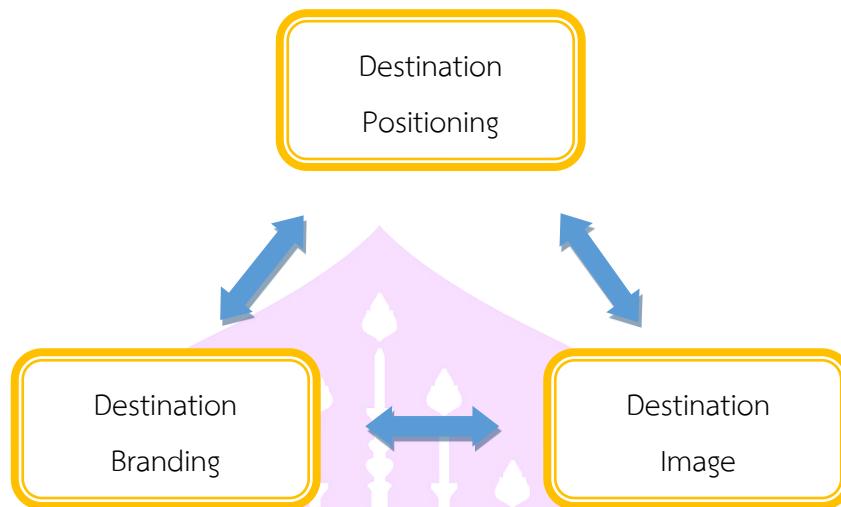 Destination
Positioning
Destination
Branding
Destination
Image